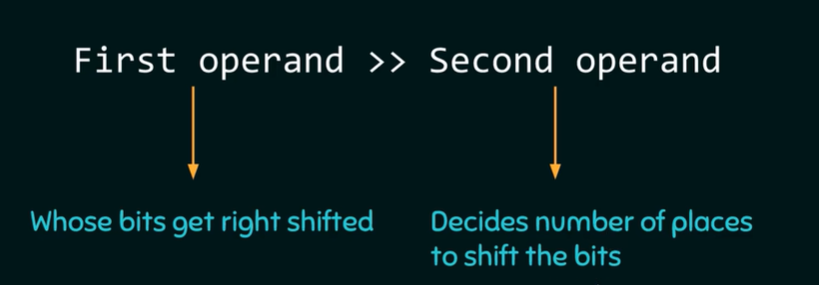 First operand >> Second operand
Whose bits get right shifted
Decides number of places
to shift the bits